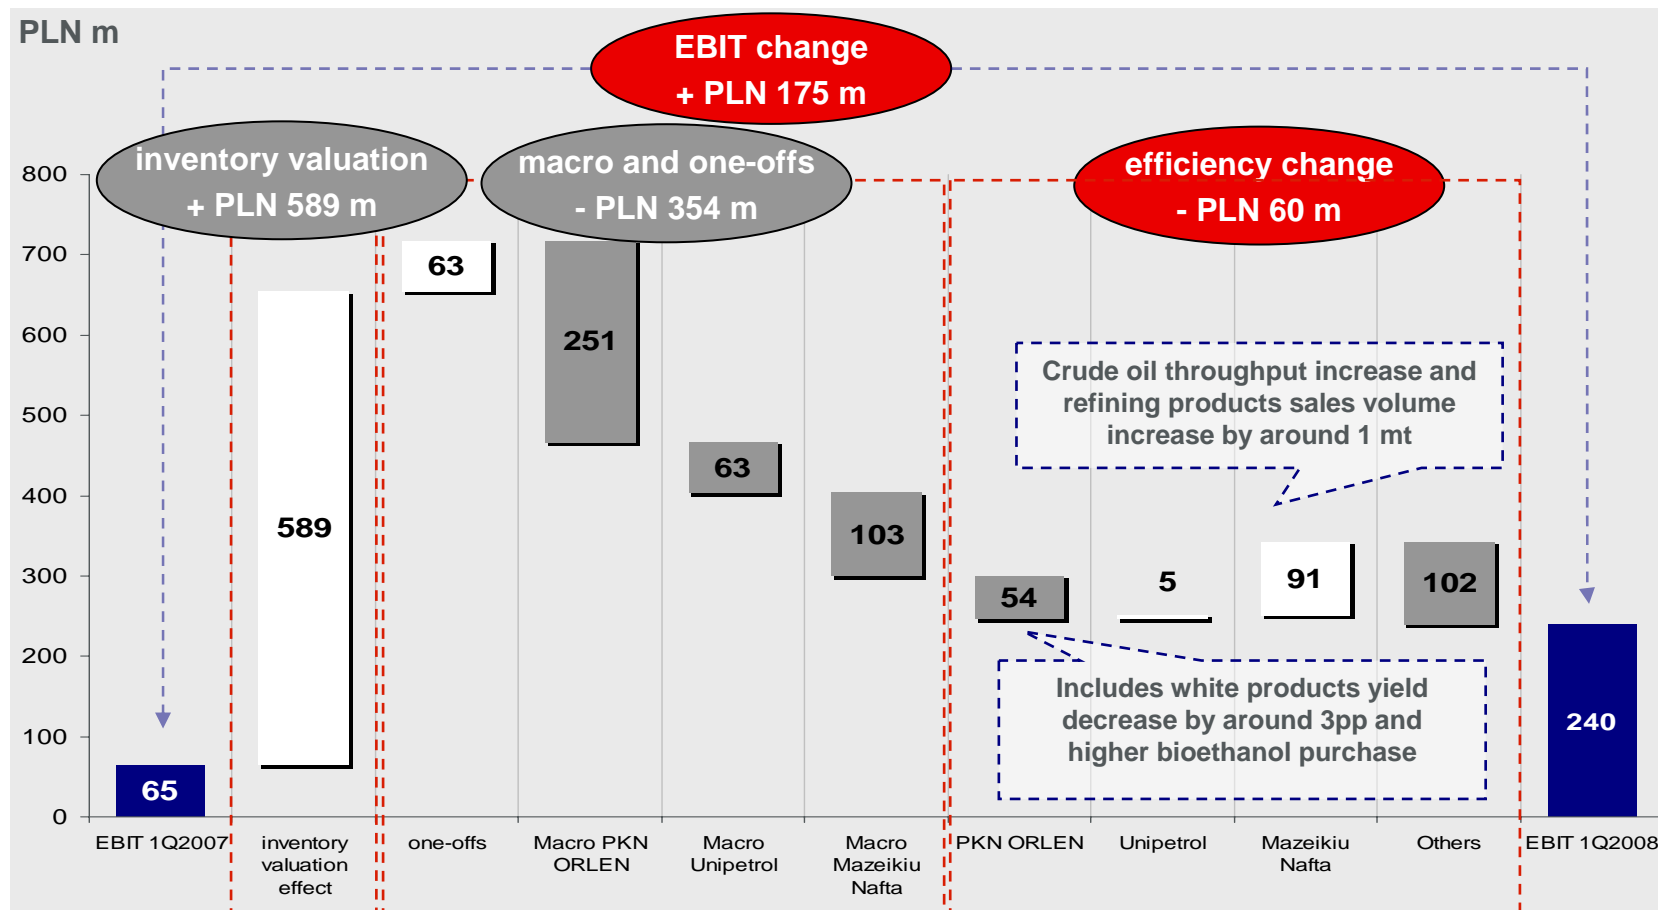 PLN m
EBIT change
+ PLN 175 m
inventory valuation
+ PLN 589 m
macro and one-offs
- PLN 354 m
efficiency change
- PLN 60 m
800
700
600
500
400
300
200
100
0
65
589
63
251
63
103
54
5
91
102
240
Crude oil throughput increase and
refining products sales volume
increase by around 1 mt
Includes white products yield
decrease by around 3pp and
higher bioethanol purchase
EBIT 1Q2007
inventory
valuation
effect
one-offs
Macro PKN
ORLEN
Macro
Unipetrol
Macro
Mazeikiu
Nafta
PKN ORLEN
Unipetrol
Mazeikiu
Nafta
Others
EBIT 1Q2008